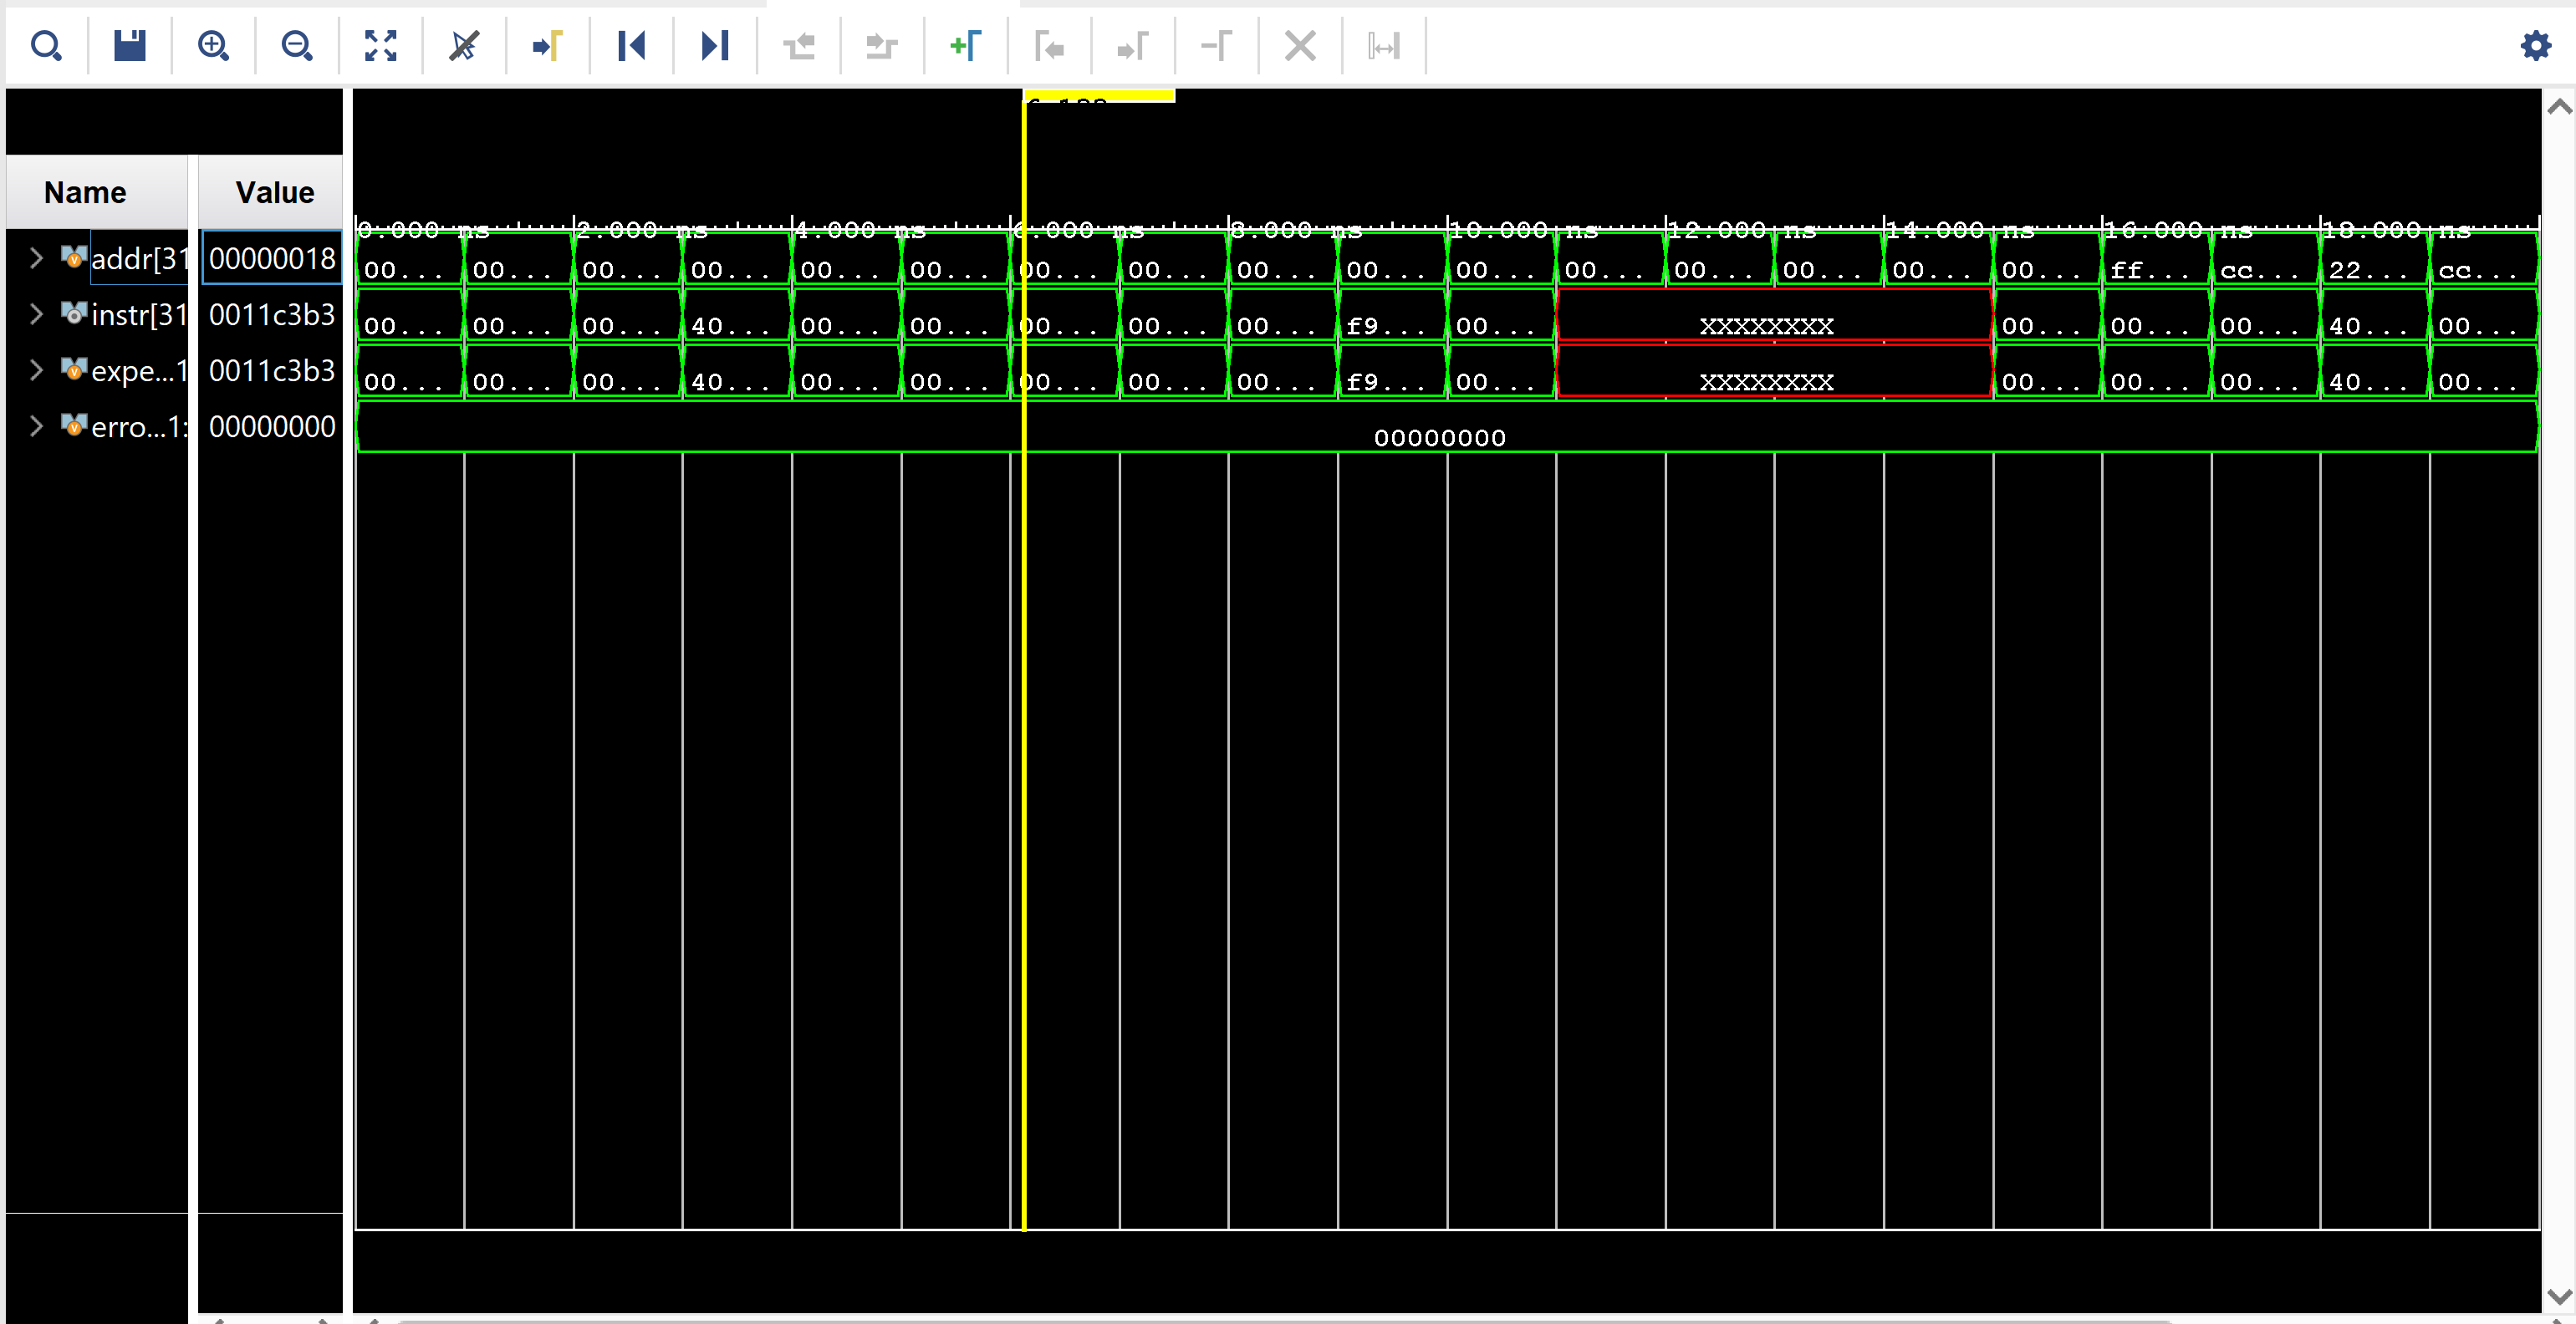 Name Value
0.000 ns 2.000 ns 4.000 ns 6.000 ns 8.000 ns 10.000 ns 12.000 ns 14.000 ns 16.000 ns 18.000 ns
addr[31 00000018 00... 00... 00... 00... 00... 00... 00... 00... 00... 00... 00... 00... 00... 00... 00... 00... ff... cc... 22... cc...
instr[31 0011c3b3 00... 00... 00... 40... 00... 00... 00... 00... 00... f9... 00... XXXXXXXX 00... 00... 00... 40... 00...
expe...1 0011c3b3 00... 00... 00... 40... 00... 00... 00... 00... 00... f9... 00... XXXXXXXX 00... 00... 00... 40... 00...
erro...1: 00000000 00000000